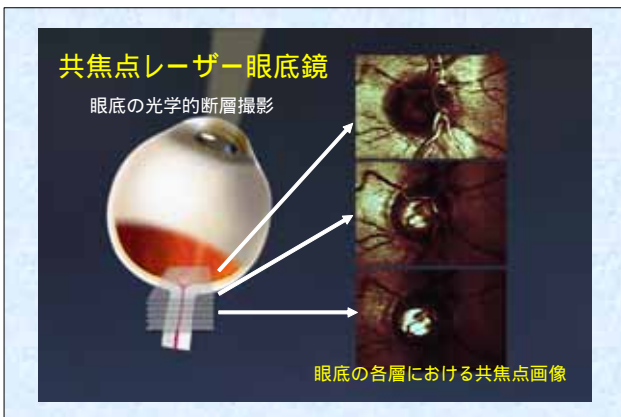 共焦点レーザー眼底鏡
眼底の光学的断層撮影
眼底の各層における共焦点画像